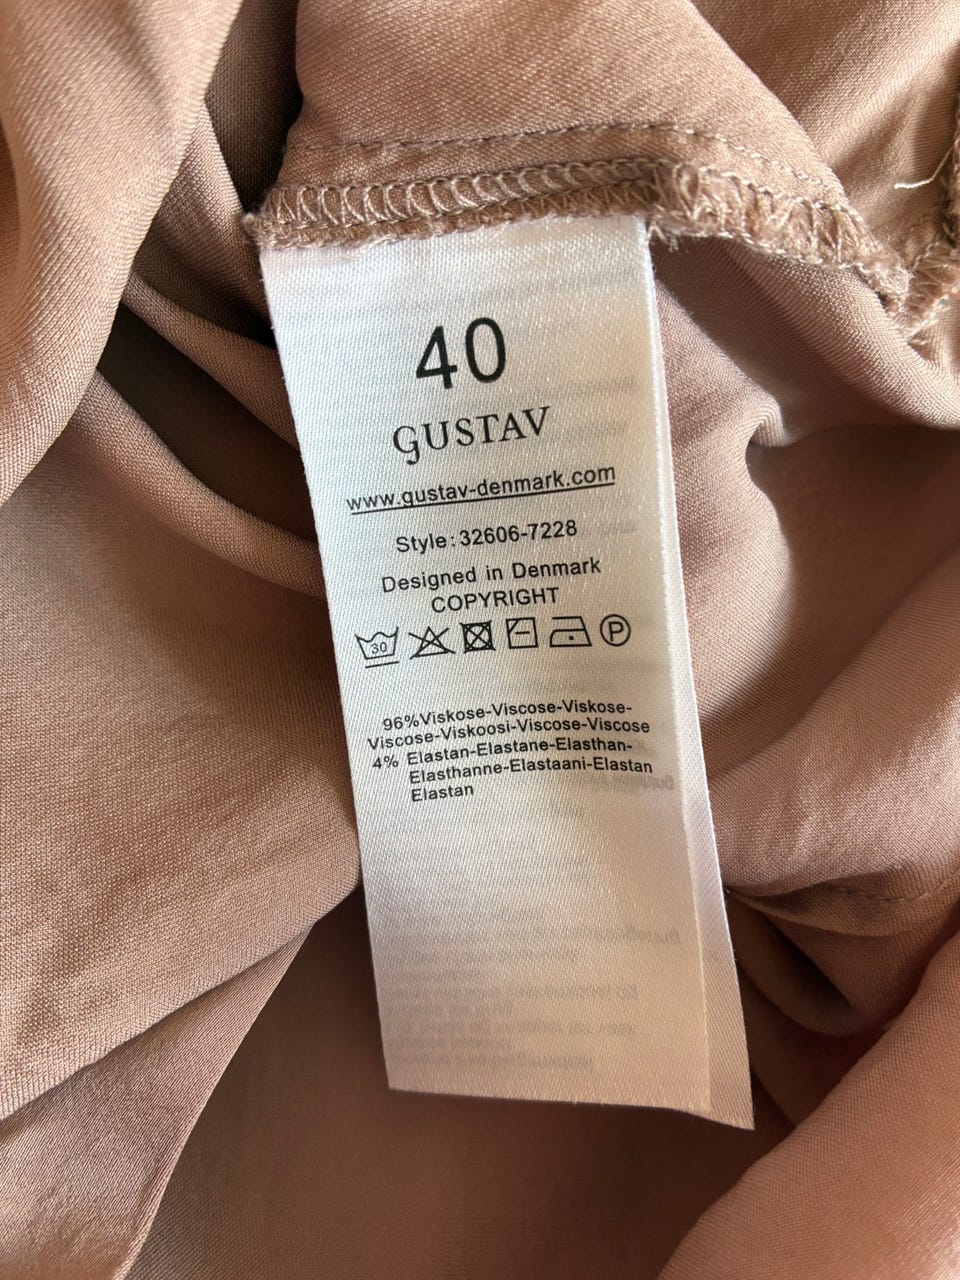 40
GUSTAV
www.gustav-denmark.com
Style:32606-7228
Designed in Denmark
COPYRIGHT
30 P
96%Viskose-Viscose-Viskose-
Viscose-Viskoosi-Viscose-Viscose
4% Elastan-Elastane-Elasthan-
Elasthanne-Elastaani-Elastan
Elastan